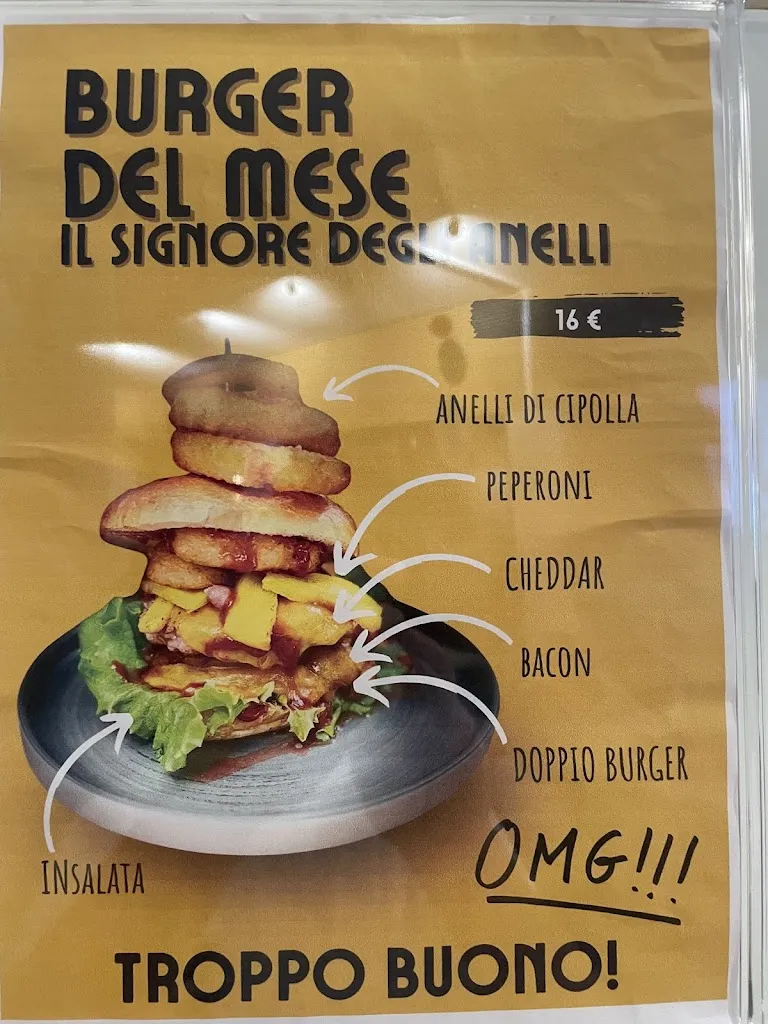 BURGER
DEL MESE
IL SIGNORE DEGLI ANELLI
16 €
ANELLI DI CIPOLLA
PEPERONI
CHEDDAR
BACON
DOPPIO BURGER
INSALATA
OMG!!!
TROPPO BUONO!